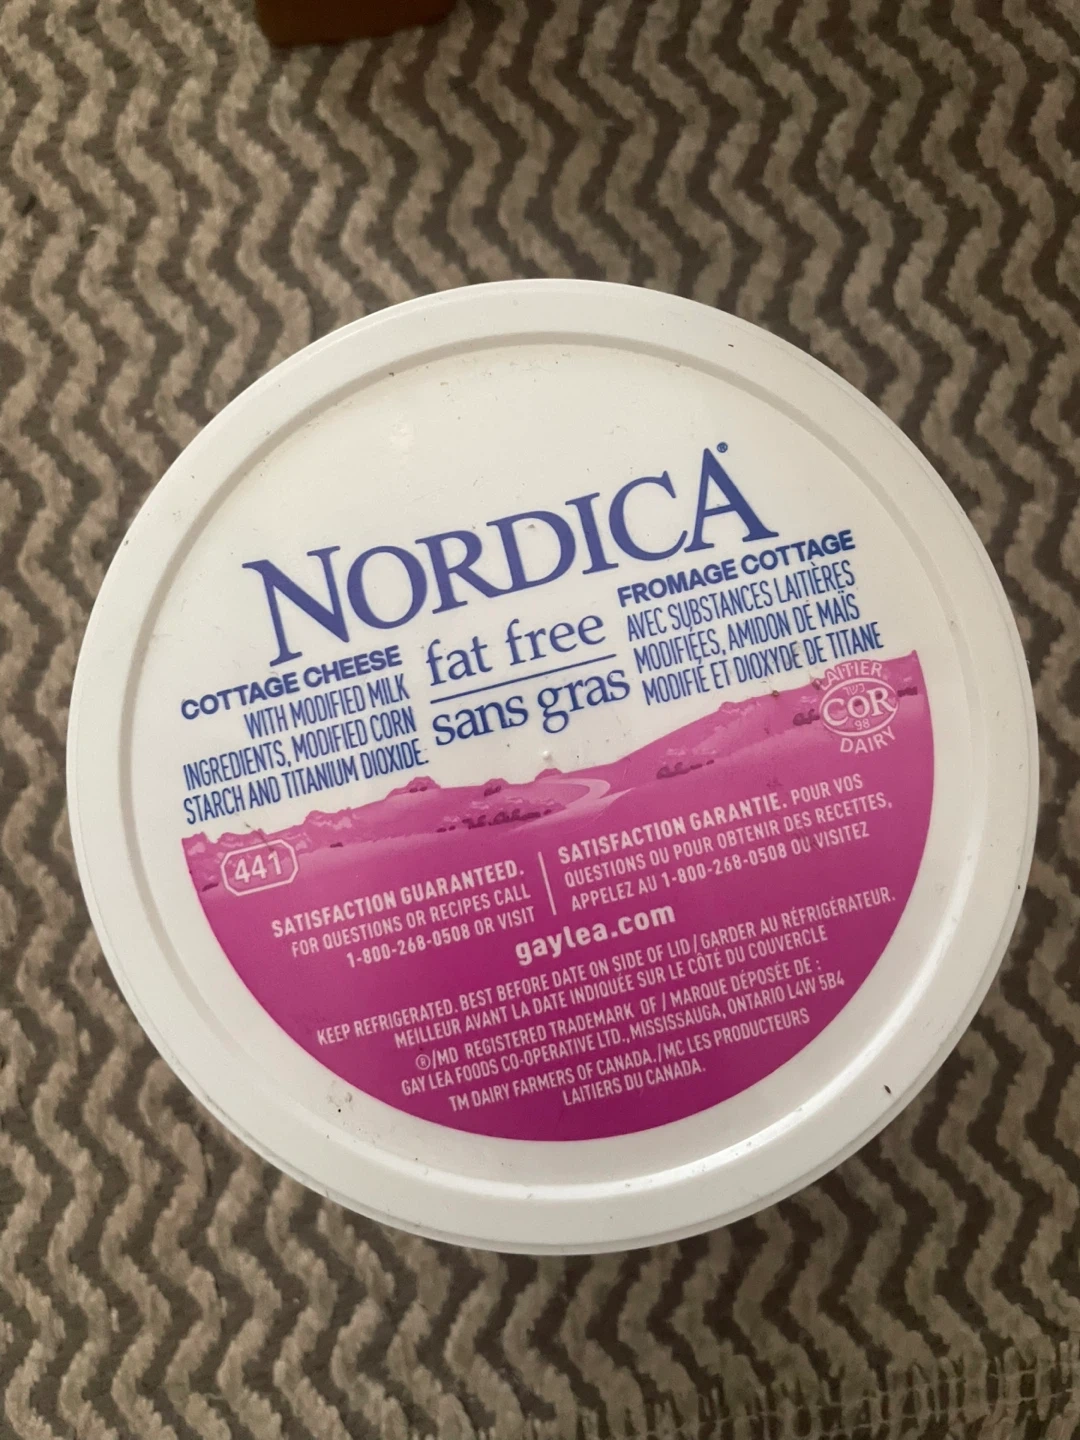 NORDICA®
COTTAGE CHEESE
WITH MODIFIED MILK
INGREDIENTS, MODIFIED CORN
STARCH AND TITANIUM DIOXIDE.
fat free
sans gras
FROMAGE COTTAGE
AVEC SUBSTANCES LAITIÈRES
MODIFIÉES, AMIDON DE MAÏS
MODIFIÉ ET DIOXYDE DE TITANE
LAITIER
כשר
COR
98
DAIRY
441
SATISFACTION GUARANTEED.
FOR QUESTIONS OR RECIPES CALL
1-800-268-0508 OR VISIT
SATISFACTION GARANTIE. POUR VOS
QUESTIONS OU POUR OBTENIR DES RECETTES,
APPELEZ AU 1-800-268-0508 OU VISITEZ
gaylea.com
KEEP REFRIGERATED. BEST BEFORE DATE ON SIDE OF LID / GARDER AU RÉFRIGÉRATEUR.
MEILLEUR AVANT LA DATE INDIQUÉE SUR LE CÔTÉ DU COUVERCLE
®/MD REGISTERED TRADEMARK OF / MARQUE DÉPOSÉE DE :
GAY LEA FOODS CO-OPERATIVE LTD., MISSISSAUGA, ONTARIO L4W 5B4
TM DAIRY FARMERS OF CANADA./MC LES PRODUCTEURS
LAITIERS DU CANADA.